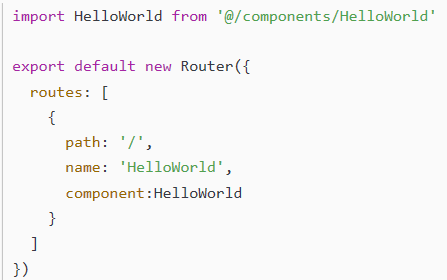 import HelloWorld from '@/components/HelloWorld'

export default new Router({
  routes: [
    {
      path: '/',
      name: 'HelloWorld',
      component:HelloWorld
    }
  ]
})